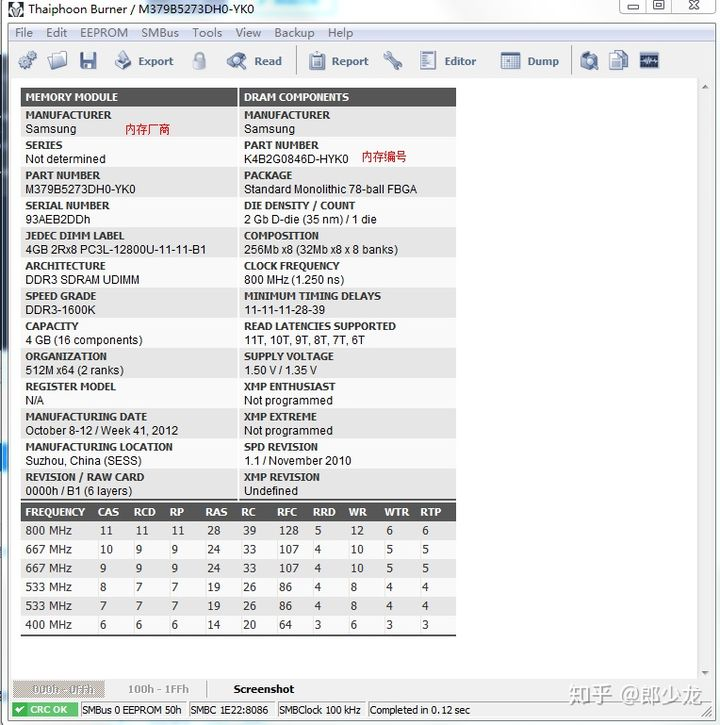 Thaiphoon Burner / M379B5273DH0-YK0
File Edit EEPROM SMBus Tools View Backup Help
Export Read Report Editor Dump
MEMORY MODULE DRAM COMPONENTS
MANUFACTURER MANUFACTURER
Samsung 内存厂商 Samsung
SERIES PART NUMBER
Not determined K4B2G0846D-HYK0 内存编号
PART NUMBER PACKAGE
M379B5273DH0-YK0 Standard Monolithic 78-ball FBGA
SERIAL NUMBER DIE DENSITY / COUNT
93AEB2DDh 2 Gb D-die (35 nm) / 1 die
JEDEC DIMM LABEL COMPOSITION
4GB 2Rx8 PC3L-12800U-11-11-B1 256Mb x8 (32Mb x8 x 8 banks)
ARCHITECTURE CLOCK FREQUENCY
DDR3 SDRAM UDIMM 800 MHz (1.250 ns)
SPEED GRADE MINIMUM TIMING DELAYS
DDR3-1600K 11-11-11-28-39
CAPACITY READ LATENCIES SUPPORTED
4 GB (16 components) 11T, 10T, 9T, 8T, 7T, 6T
ORGANIZATION SUPPLY VOLTAGE
512M x64 (2 ranks) 1.50 V / 1.35 V
REGISTER MODEL XMP ENTHUSIAST
N/A Not programmed
MANUFACTURING DATE XMP EXTREME
October 8-12 / Week 41, 2012 Not programmed
MANUFACTURING LOCATION SPD REVISION
Suzhou, China (SESS) 1.1 / November 2010
REVISION / RAW CARD XMP REVISION
0000h / B1 (6 layers) Undefined
FREQUENCY CAS RCD RP RAS RC RFC RRD WR WTR RTP
800 MHz 11 11 11 28 39 128 5 12 6 6
667 MHz 10 9 9 24 33 107 4 10 5 5
667 MHz 9 9 9 24 33 107 4 10 5 5
533 MHz 8 7 7 19 26 86 4 8 4 4
533 MHz 7 7 7 19 26 86 4 8 4 4
400 MHz 6 6 6 14 20 64 3 6 3 3
000h - 0FFh 100h - 1FFh Screenshot
知乎 @郎少龙
CRC OK SMBus 0 EEPROM 50h SMBC 1E22:8086 SMBClock 100 kHz Completed in 0.12 sec